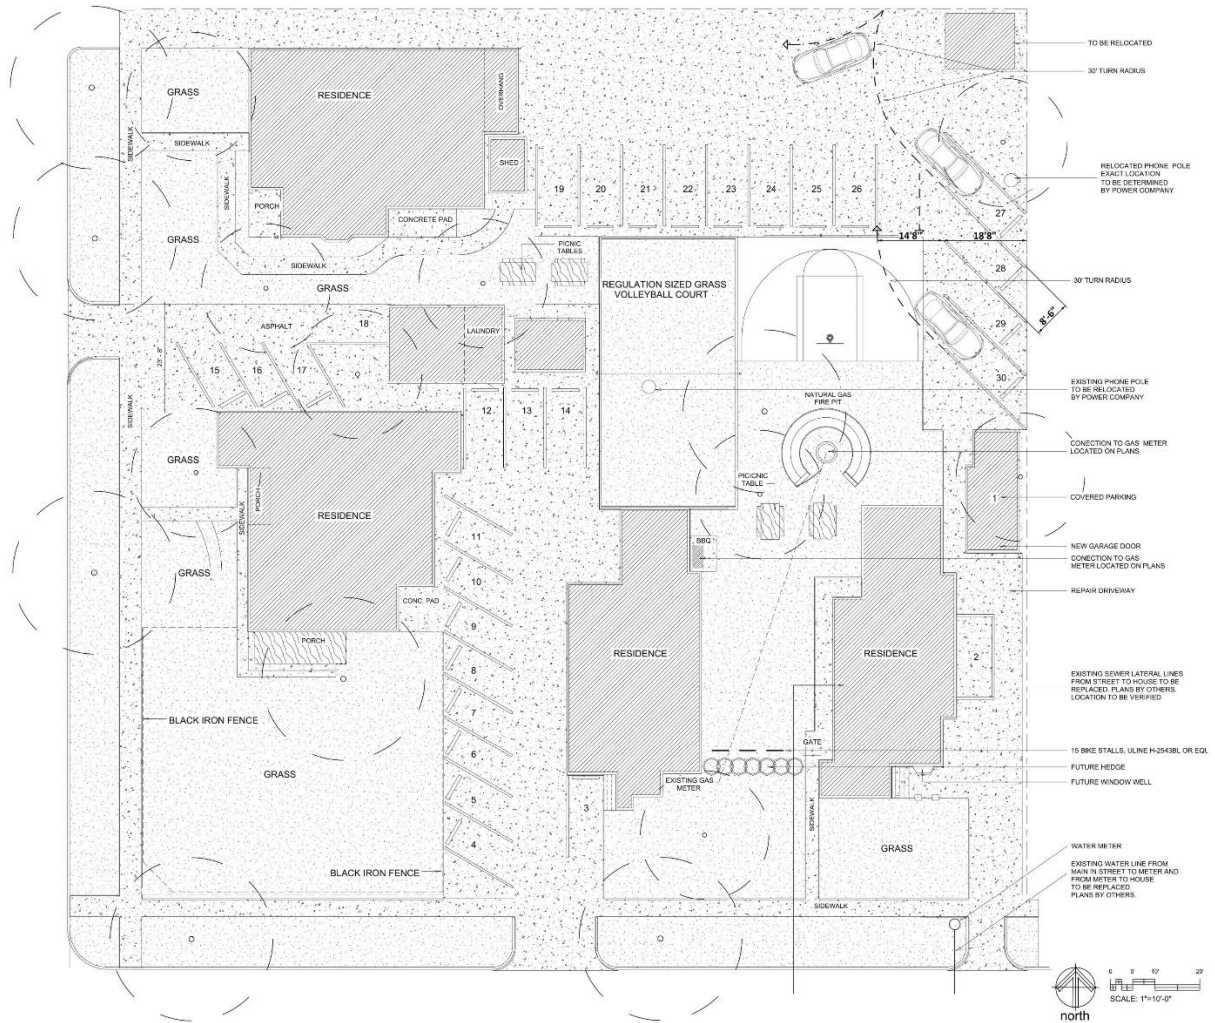 TO BE RELOCATED
30' TURN RADIUS
GRASS
RESIDENCE
OVERHANG
SIDEWALK
SIDEWALK
SHED
RELOCATED PHONE POLE
EXACT LOCATION
TO BE DETERMINED
BY POWER COMPANY
19
20
21
22
23
24
25
26
27
SIDEWALK
PORCH
CONCRETE PAD
GRASS
14'8"
18'8"
PICNIC
TABLES
SIDEWALK
28
GRASS
REGULATION SIZED GRASS
VOLLEYBALL COURT
30' TURN RADIUS
8'-6"
29
ASPHALT
18
LAUNDRY
23' - 8"
15
16
17
30
EXISTING PHONE POLE
TO BE RELOCATED
BY POWER COMPANY
SIDEWALK
12
13
14
NATURAL GAS
FIRE PIT
CONECTION TO GAS METER
LOCATED ON PLANS
GRASS
PORCH
PICICNIC
TABLE
1
COVERED PARKING
RESIDENCE
SIDEWALK
11
BBQ
NEW GARAGE DOOR
CONECTION TO GAS
METER LOCATED ON PLANS
GRASS
10
REPAIR DRIVEWAY
CONC. PAD
9
PORCH
RESIDENCE
RESIDENCE
2
8
EXISTING SEWER LATERAL LINES
FROM STREET TO HOUSE TO BE
REPLACED. PLANS BY OTHERS.
LOCATION TO BE VERIFIED
7
BLACK IRON FENCE
6
GATE
15 BIKE STALLS, ULINE H-2543BL OR EQU
GRASS
EXISTING GAS
METER
FUTURE HEDGE
FUTURE WINDOW WELL
5
3
SIDEWALK
4
GRASS
WATER METER
BLACK IRON FENCE
EXISTING WATER LINE FROM
MAIN IN STREET TO METER AND
FROM METER TO HOUSE
TO BE REPLACED.
PLANS BY OTHERS.
SIDEWALK
0 5 10' 20'
SCALE: 1"=10'-0"
north